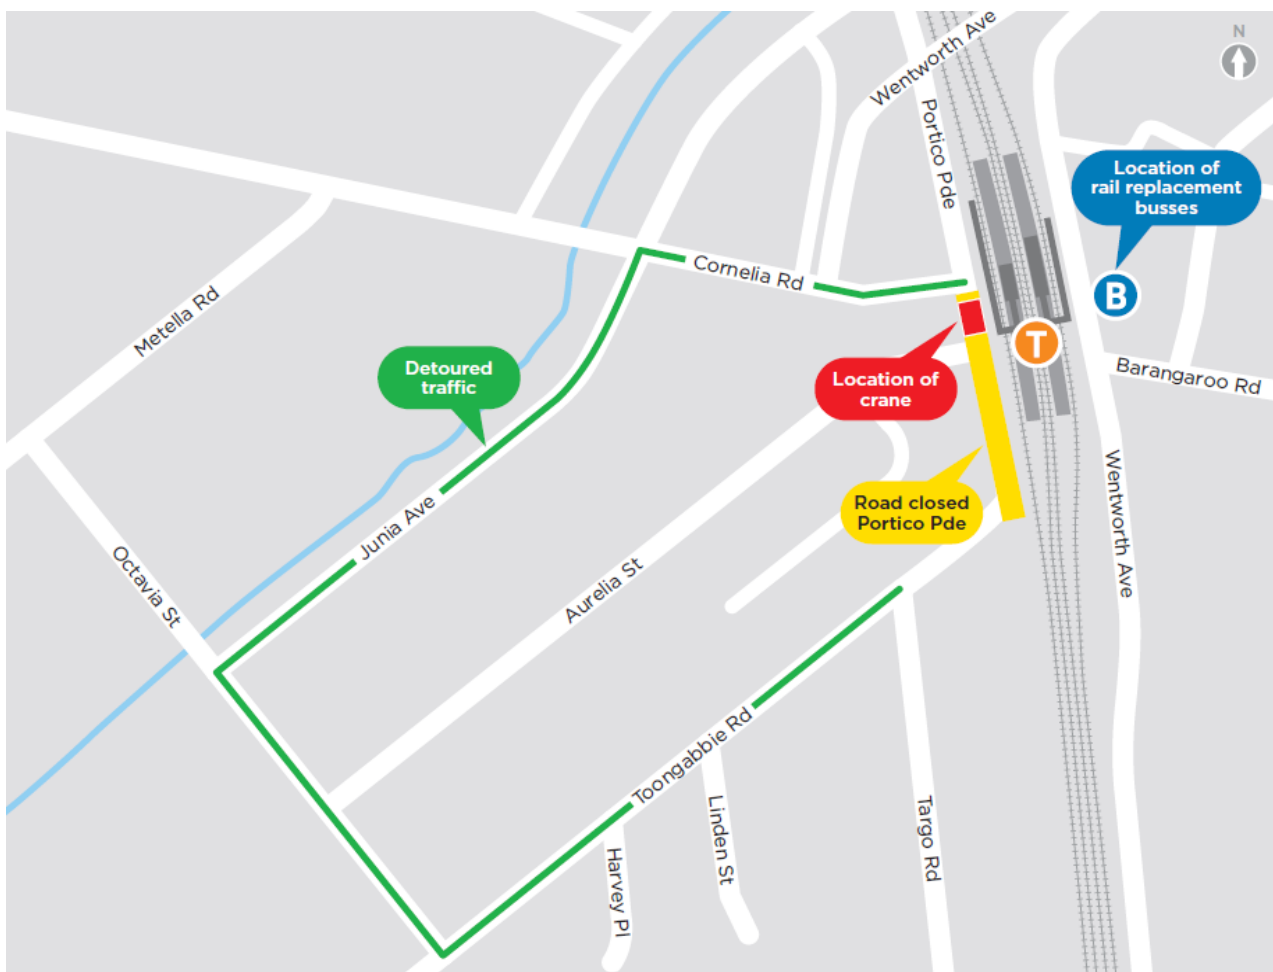 N
Wentworth Ave
Portico Pde
Location of
rail replacement
busses
B
Cornelia Rd
Metella Rd
T
Detoured
traffic
Location of
crane
Barangaroo Rd
Road closed
Portico Pde
Wentworth Ave
Junia Ave
Octavia St
Aurelia St
Toongabbie Rd
Linden St
Targo Rd
Harvey Pl